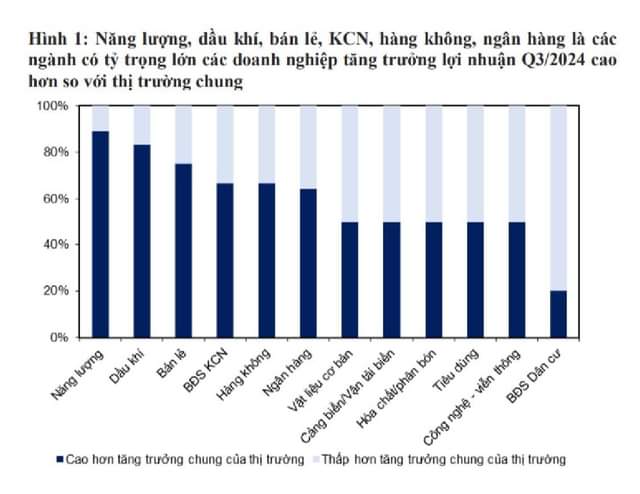 Hình 1: Năng lượng, dầu khí, bán lẻ, KCN, hàng không, ngân hàng là các
ngành có tỷ trọng lớn các doanh nghiệp tăng trưởng lợi nhuận Q3/2024 cao
hơn so với thị trường chung
100%
80%
60%
40%
20%
0%
Năng lượng
Dầu khí
Bán lẻ
BĐS KCN
Hàng không
Ngân hàng
Vật liệu cơ bản
Cảng biển/Vận tải biển
Hóa chất/phân bón
Tiêu dùng
Công nghệ - viễn thông
BĐS Dân cư
Cao hơn tăng trưởng chung của thị trường
Thấp hơn tăng trưởng chung của thị trường